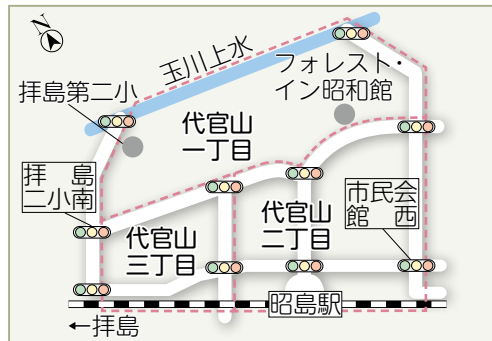 N
玉川上水
フォレスト・
イン昭和館
拝島第二小
代官山
一丁目
拝島
二小南
市民会
館西
代官山
二丁目
代官山
三丁目
昭島駅
←拝島